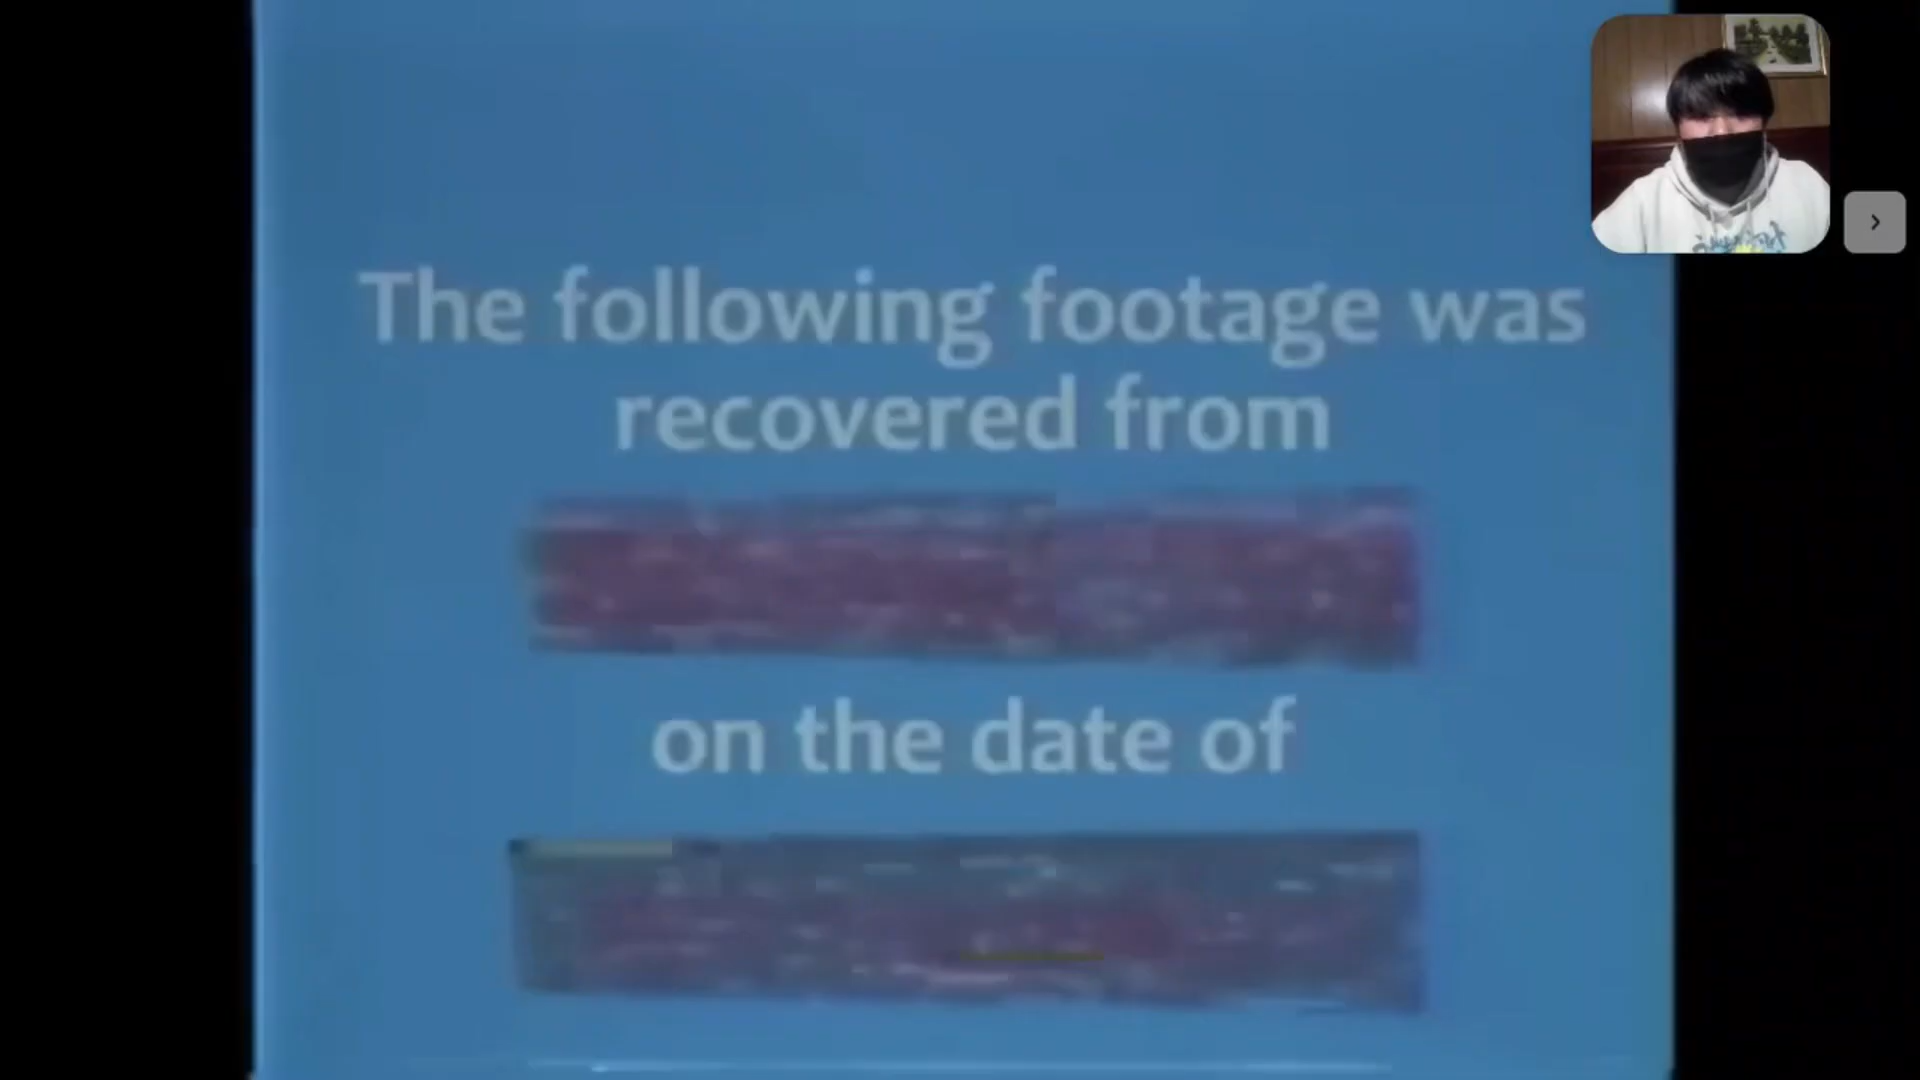 The following footage was
recovered from
on the date of